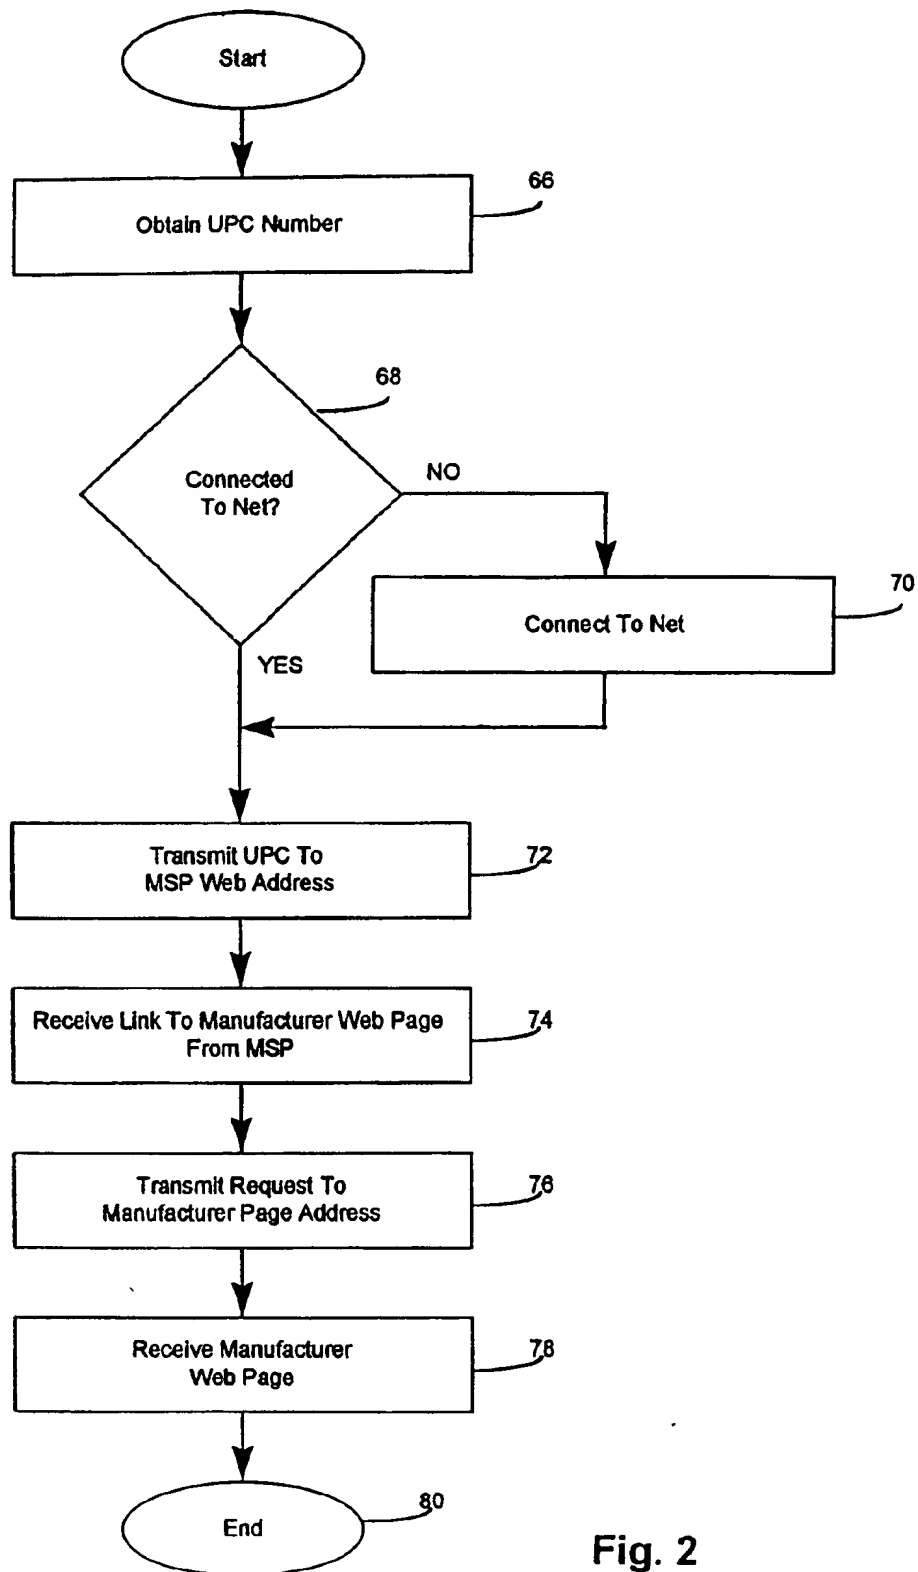 Start
66
Obtain UPC Number
68
Connected
To Net?
NO
70
Connect To Net
YES
Transmit UPC To
MSP Web Address
72
Receive Link To Manufacturer Web Page
From MSP
74
Transmit Request To
Manufacturer Page Address
76
Receive Manufacturer
Web Page
78
End
80
Fig. 2